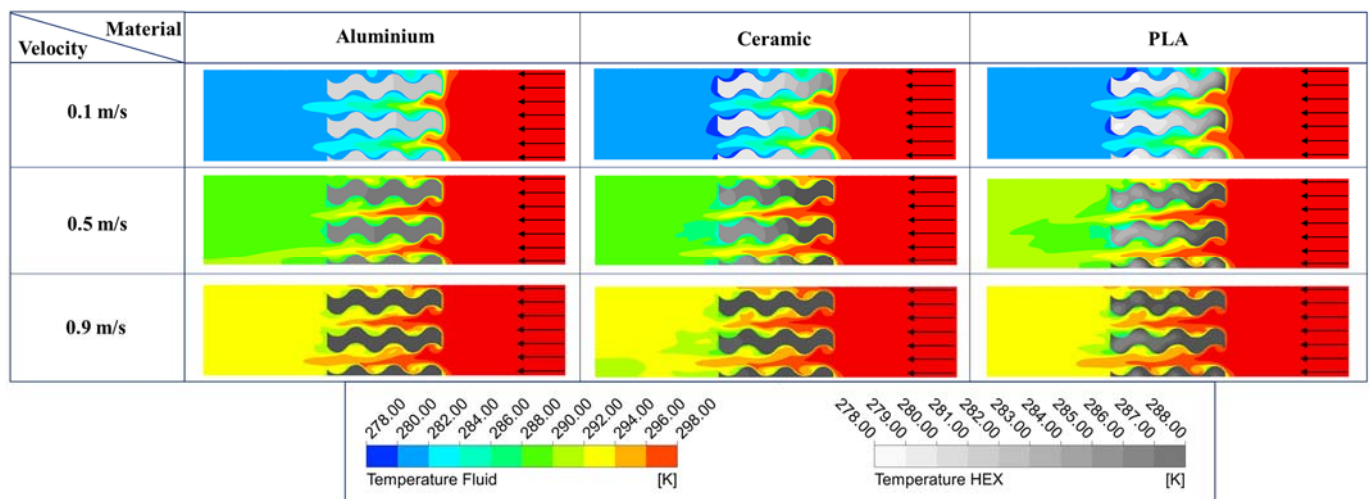 Material
Velocity
Aluminium
Ceramic
PLA
0.1 m/s
0.5 m/s
0.9 m/s
278.00 280.00 282.00 284.00 286.00 288.00 290.00 292.00 294.00 296.00 298.00
Temperature Fluid [K]
278.00 279.00 280.00 281.00 282.00 283.00 284.00 285.00 286.00 287.00 288.00
Temperature HEX [K]